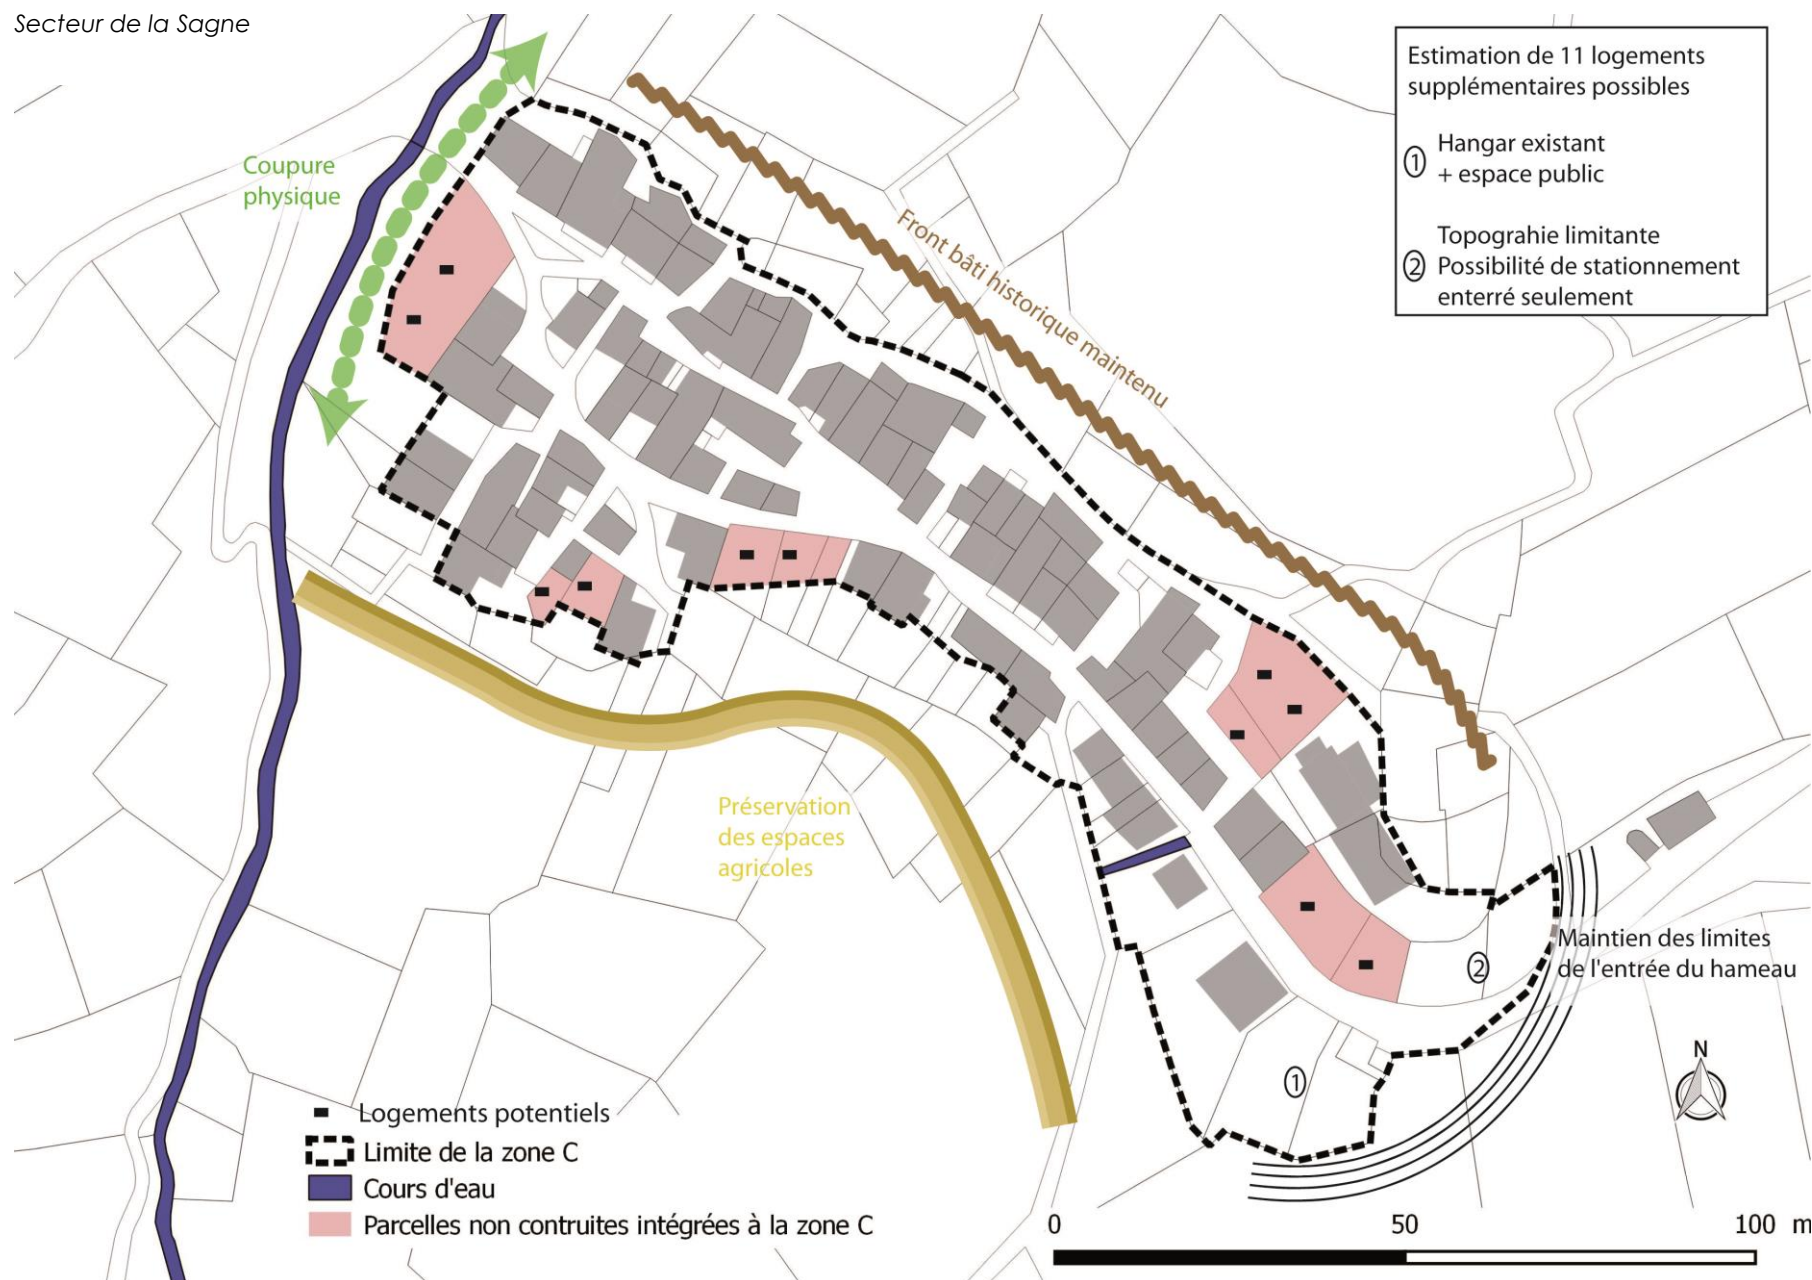 Secteur de la Sagne
Estimation de 11 logements
supplémentaires possibles
1 Hangar existant
+ espace public
2 Topograhie limitante
Possibilité de stationnement
enterré seulement
Coupure
physique
Front bâti historique maintenu
Préservation
des espaces
agricoles
Maintien des limites
de l'entrée du hameau
2
1
N
Logements potentiels
Limite de la zone C
Cours d'eau
Parcelles non contruites intégrées à la zone C
0 50 100 m